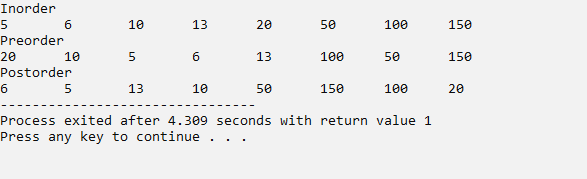 Inorder
5 6 10 13 20 50 100 150
Preorder
20 10 5 6 13 100 50 150
Postorder
6 5 13 10 50 150 100 20
--------------------------------
Process exited after 4.309 seconds with return value 1
Press any key to continue . . .